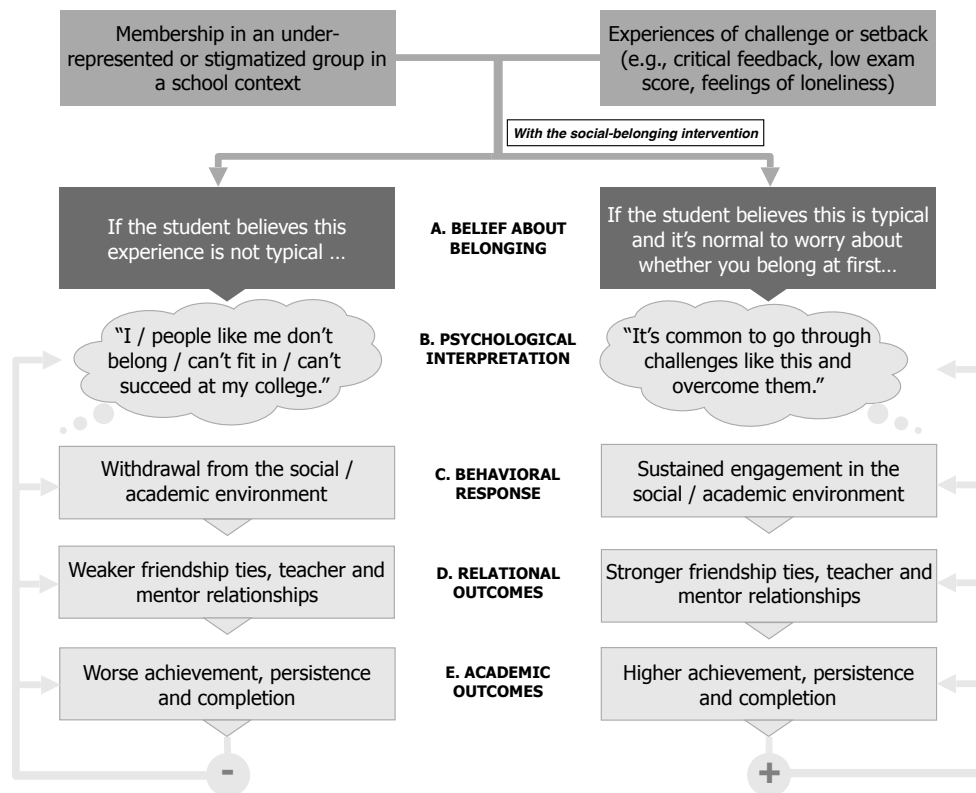 Membership in an under-
represented or stigmatized group in
a school context
Experiences of challenge or setback
(e.g., critical feedback, low exam
score, feelings of loneliness)
With the social-belonging intervention
If the student believes this
experience is not typical ...
A. BELIEF ABOUT
BELONGING
If the student believes this is typical
and it’s normal to worry about
whether you belong at first...
“I / people like me don’t
belong / can’t fit in / can’t
succeed at my college.”
B. PSYCHOLOGICAL
INTERPRETATION
“It’s common to go through
challenges like this and
overcome them.”
Withdrawal from the social /
academic environment
C. BEHAVIORAL
RESPONSE
Sustained engagement in the
social / academic environment
Weaker friendship ties, teacher and
mentor relationships
D. RELATIONAL
OUTCOMES
Stronger friendship ties, teacher and
mentor relationships
Worse achievement, persistence
and completion
E. ACADEMIC
OUTCOMES
Higher achievement, persistence
and completion
-
+